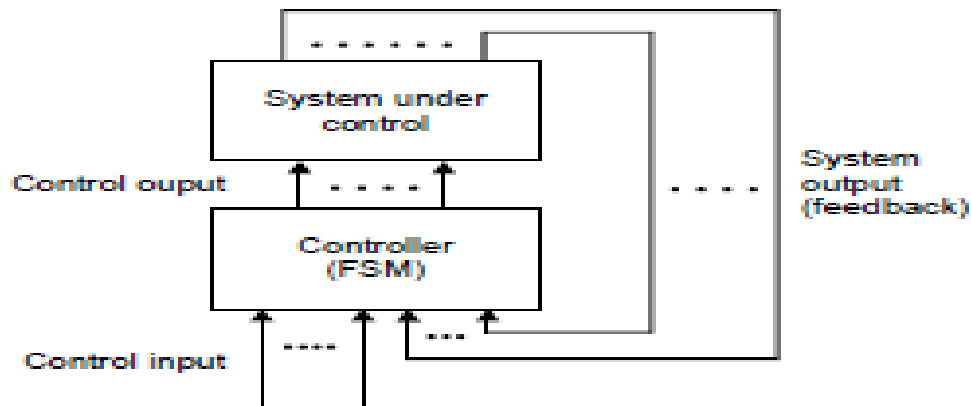 System under
control
Control ouput
System
output
(feedback)
Controller
(FSM)
Control input